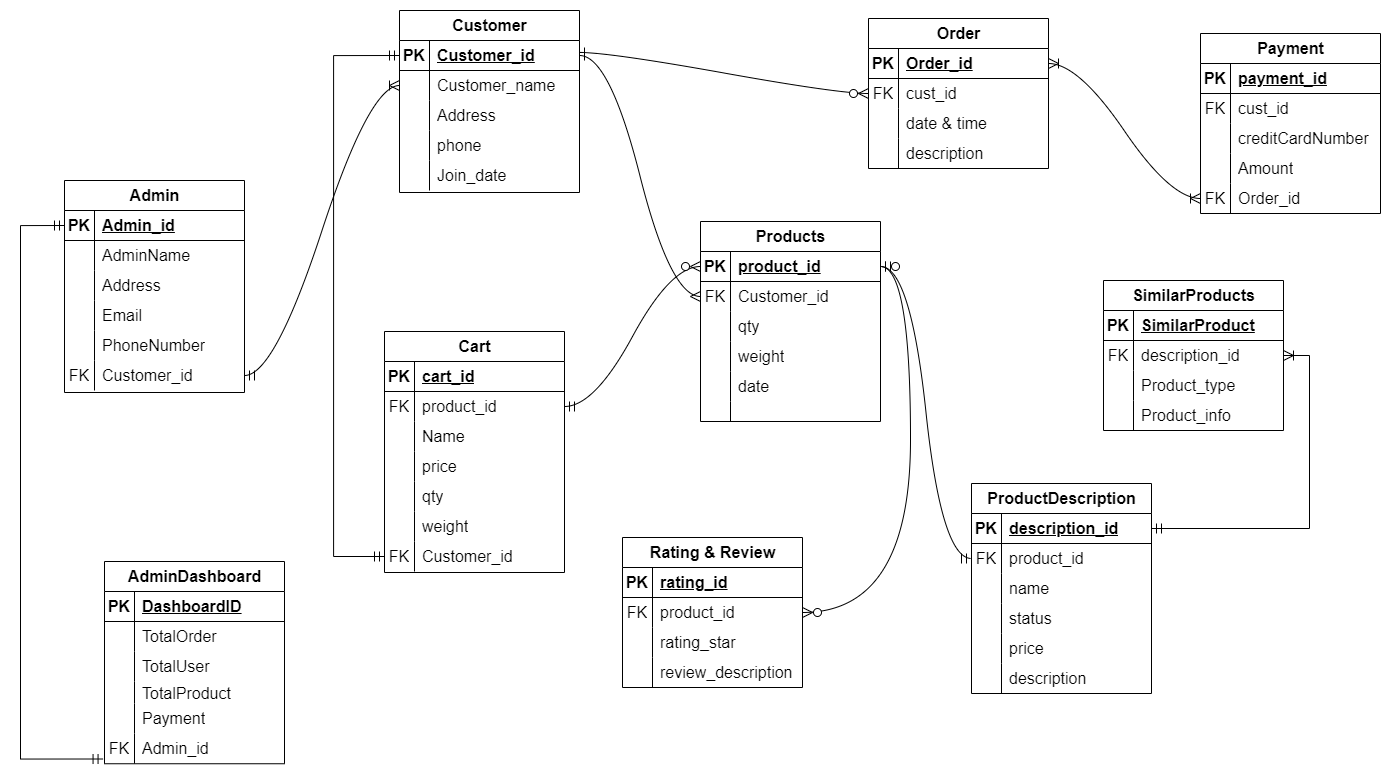 Customer
PK Customer_id
Customer_name
Address
phone
Join_date
Order
PK Order_id
FK cust_id
date & time
description
Payment
PK payment_id
FK cust_id
creditCardNumber
Amount
FK Order_id
Admin
PK Admin_id
AdminName
Address
Email
PhoneNumber
FK Customer_id
Products
PK product_id
FK Customer_id
qty
weight
date
SimilarProducts
PK SimilarProduct
FK description_id
Product_type
Product_info
Cart
PK cart_id
FK product_id
Name
price
qty
weight
FK Customer_id
ProductDescription
PK description_id
FK product_id
name
status
price
description
Rating & Review
PK rating_id
FK product_id
rating_star
review_description
AdminDashboard
PK DashboardID
TotalOrder
TotalUser
TotalProduct
Payment
FK Admin_id